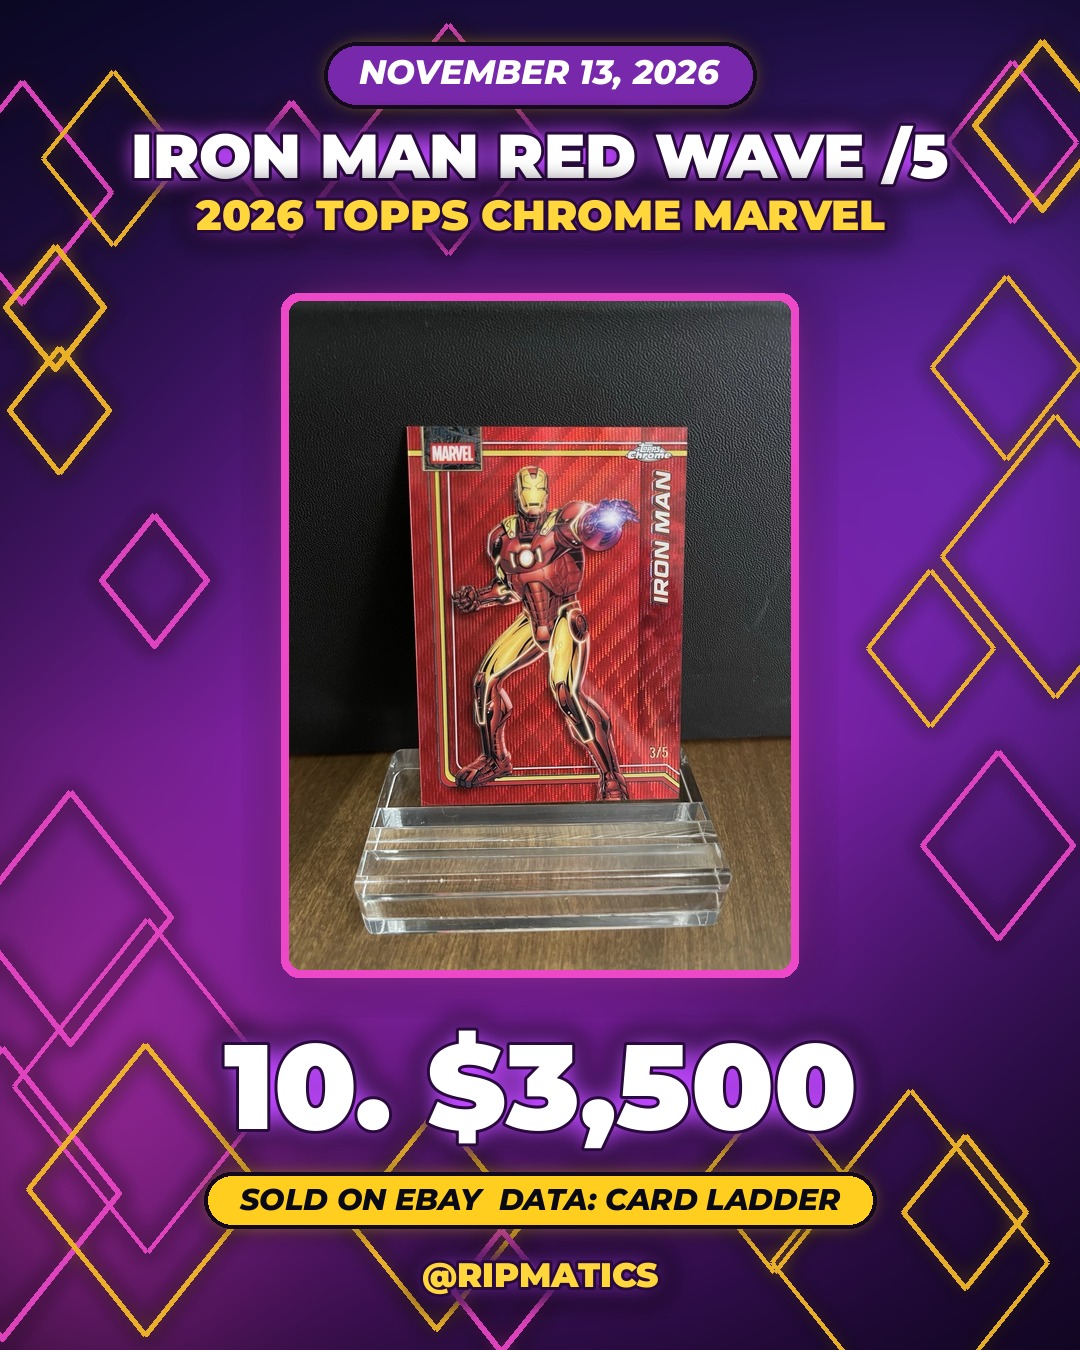 NOVEMBER 13, 2026
IRON MAN RED WAVE /5
2026 TOPPS CHROME MARVEL
MARVEL
Topps
Chrome
IRON MAN
3/5
10. $3,500
SOLD ON EBAY DATA: CARD LADDER
@RIPMATICS